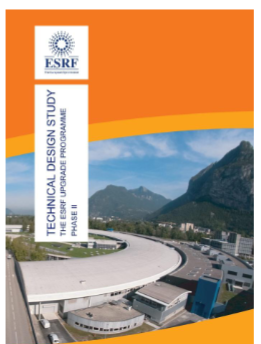 ESRF
TECHNICAL DESIGN STUDY
THE ESRF UPGRADE PROGRAMME
PHASE II